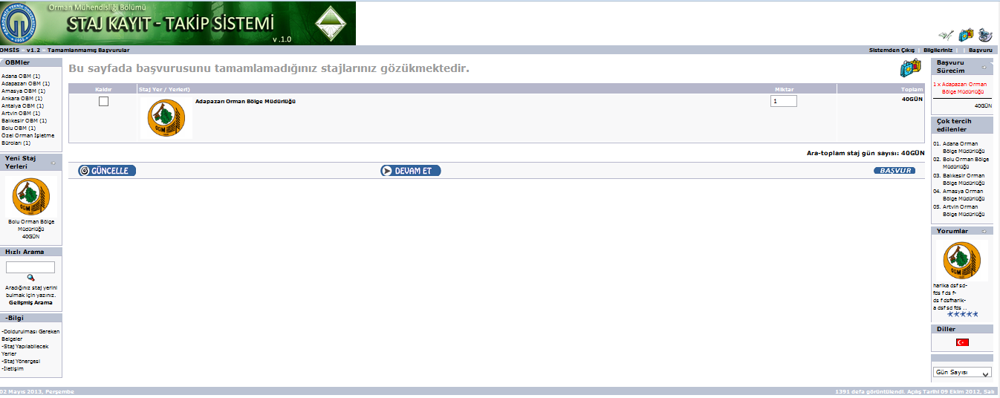 Orman Mühendisliği Bölümü
STAJ KAYIT - TAKİP SİSTEMİ
v .1.0
OMSİS » v1.2 » Tamamlanmamış Başvurular
Sistemden Çıkış | Bilgileriniz | | Başvuru
OBMler
Adana OBM (1)
Adapazarı OBM (1)
Amasya OBM (1)
Ankara OBM (1)
Antalya OBM (1)
Artvin OBM (1)
Balıkesir OBM (1)
Bolu OBM (1)
Özel Orman İşletme
Büroları (1)
Yeni Staj
Yerleri
OGM
Bolu Orman Bölge
Müdürlüğü
40GÜN
Hızlı Arama
Aradığınız staj yerini
bulmak için yazınız.
Gelişmiş Arama
-Bilgi
-Doldurulması Gereken
Belgeler
-Staj Yapılabilecek
Yerler
-Staj Yönergesi
-İletişim
Bu sayfada başvurusunu tamamlamadığınız stajlarınız gözükmektedir.
Kaldır
Staj Yer / Yerleri)
Miktar
Toplam
OGM
Adapazarı Orman Bölge Müdürlüğü
1
40GÜN
Ara-toplam staj gün sayısı: 40GÜN
GÜNCELLE
DEVAM ET
BAŞVUR
Başvuru
Sürecim
1 x Adapazarı Orman
Bölge Müdürlüğü
40GÜN
Çok tercih
edilenler
01. Adana Orman
Bölge Müdürlüğü
02. Bolu Orman Bölge
Müdürlüğü
03. Balıkesir Orman
Bölge Müdürlüğü
04. Amasya Orman
Bölge Müdürlüğü
05. Artvin Orman
Bölge Müdürlüğü
Yorumlar
OGM
harika dsf sd-
fds f ds f-
ds f dsfharik-
a dsf sd fds ..
Diller
Gün Sayısı
02 Mayıs 2013, Perşembe
1391 defa görüntülendi. Açılış Tarihi 09 Ekim 2012, Salı